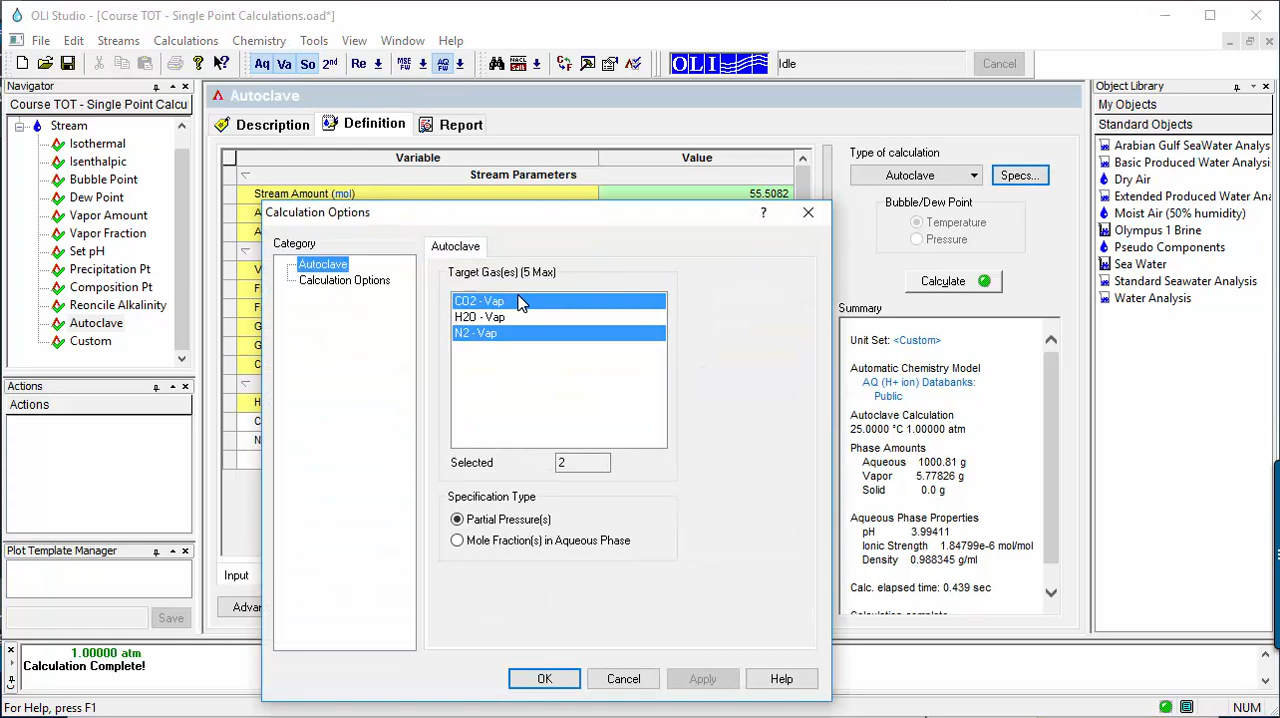 OLI Studio - [Course TOT - Single Point Calculations.oad*]
File Edit Streams Calculations Chemistry Tools View Window Help
Aq Va So 2nd Re MSE FW AQ FW OLI Idle Cancel
Navigator
Course TOT - Single Point Calcu
Stream
Isothermal
Isenthalpic
Bubble Point
Dew Point
Vapor Amount
Vapor Fraction
Set pH
Precipitation Pt
Composition Pt
Reconcile Alkalinity
Autoclave
Custom
Actions
Actions
Plot Template Manager
Save
Autoclave
Description Definition Report
Variable Value
Stream Parameters
Stream Amount (mol) 55.5082
Input
Advan
Calculation Options
Category
Autoclave
Calculation Options
Autoclave
Target Gas(es) (5 Max)
CO2 - Vap
H2O - Vap
N2 - Vap
Selected 2
Specification Type
Partial Pressure(s)
Mole Fraction(s) in Aqueous Phase
OK Cancel Apply Help
Type of calculation
Autoclave Specs...
Bubble/Dew Point
Temperature
Pressure
Calculate
Summary
Unit Set: <Custom>
Automatic Chemistry Model
AQ (H+ ion) Databanks:
Public
Autoclave Calculation
25.0000 °C 1.00000 atm
Phase Amounts
Aqueous 1000.81 g
Vapor 5.77826 g
Solid 0.0 g
Aqueous Phase Properties
pH 3.99411
Ionic Strength 1.84799e-6 mol/mol
Density 0.988345 g/ml
Calc. elapsed time: 0.439 sec
Calculation complete
Object Library
My Objects
Standard Objects
Arabian Gulf SeaWater Analys
Basic Produced Water Analysi
Dry Air
Extended Produced Water Ana
Moist Air (50% humidity)
Olympus 1 Brine
Pseudo Components
Sea Water
Standard Seawater Analysis
Water Analysis
1.00000 atm
Calculation Complete!
For Help, press F1 NUM